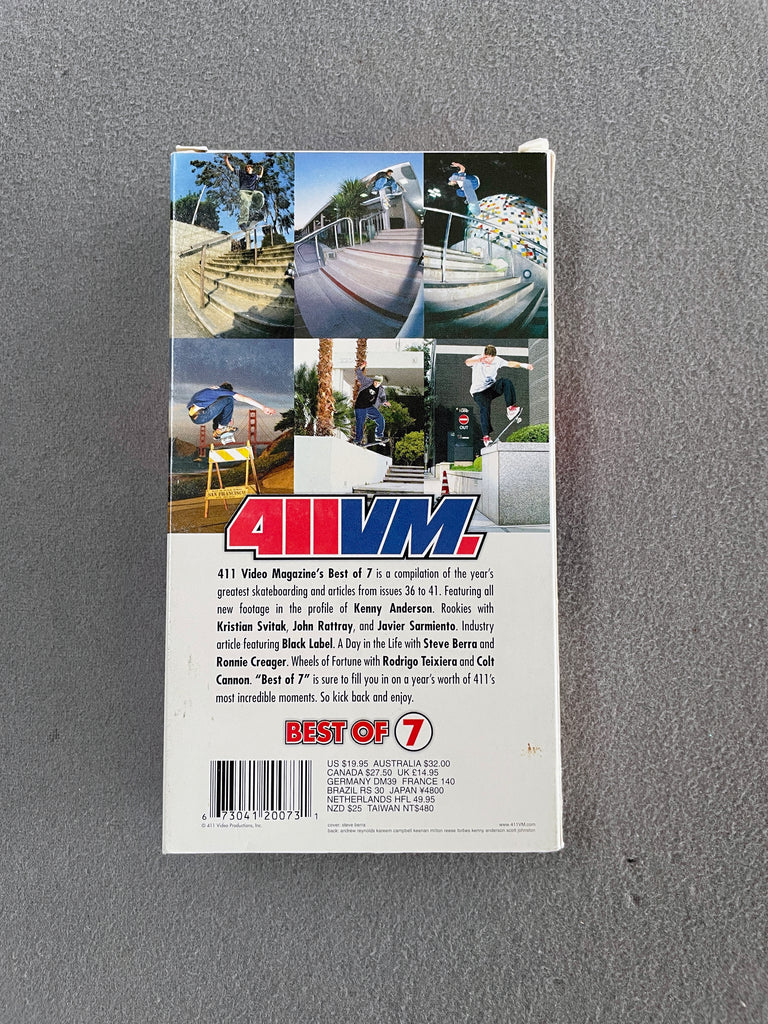 OUT
SAN FRANCISCO
411VM.
411 Video Magazine's Best of 7 is a compilation of the year's
greatest skateboarding and articles from issues 36 to 41. Featuring all
new footage in the profile of Kenny Anderson. Rookies with
Kristian Svitak, John Rattray, and Javier Sarmiento. Industry
article featuring Black Label. A Day in the Life with Steve Berra and
Ronnie Creager. Wheels of Fortune with Rodrigo Teixiera and Colt
Cannon. "Best of 7" is sure to fill you in on a year's worth of 411's
most incredible moments. So kick back and enjoy.
BEST OF 7
US $19.95 AUSTRALIA $32.00
CANADA $27.50 UK £14.95
GERMANY DM39 FRANCE 140
BRAZIL RS 30 JAPAN ¥4800
NETHERLANDS HFL 49.95
NZD $25 TAIWAN NT$480
6 73041 20073 1
© 411 Video Productions, Inc.
cover: steve berra
www.411VM.com
back: andrew reynolds kareem campbell keenan milton reese forbes kenny anderson scott johnston